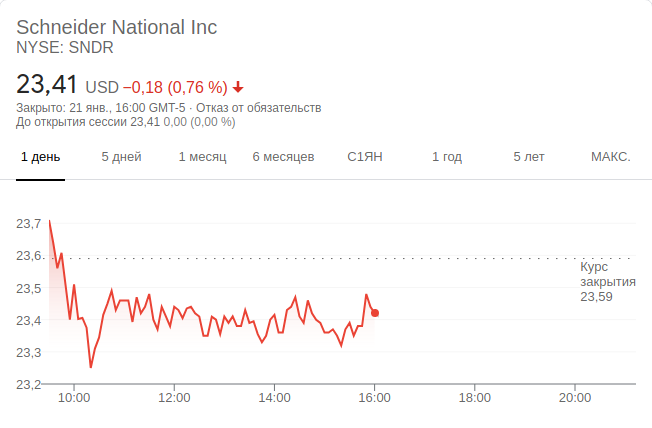 Schneider National Inc
NYSE: SNDR
23,41 USD −0,18 (0,76 %)
Закрыто: 21 янв., 16:00 GMT-5 · Отказ от обязательств
До открытия сессии 23,41 0,00 (0,00 %)
1 день 5 дней 1 месяц 6 месяцев С1ЯН 1 год 5 лет МАКС.
23,7
23,6
Курс
закрытия
23,59
23,5
23,4
23,3
23,2
10:00 12:00 14:00 16:00 18:00 20:00